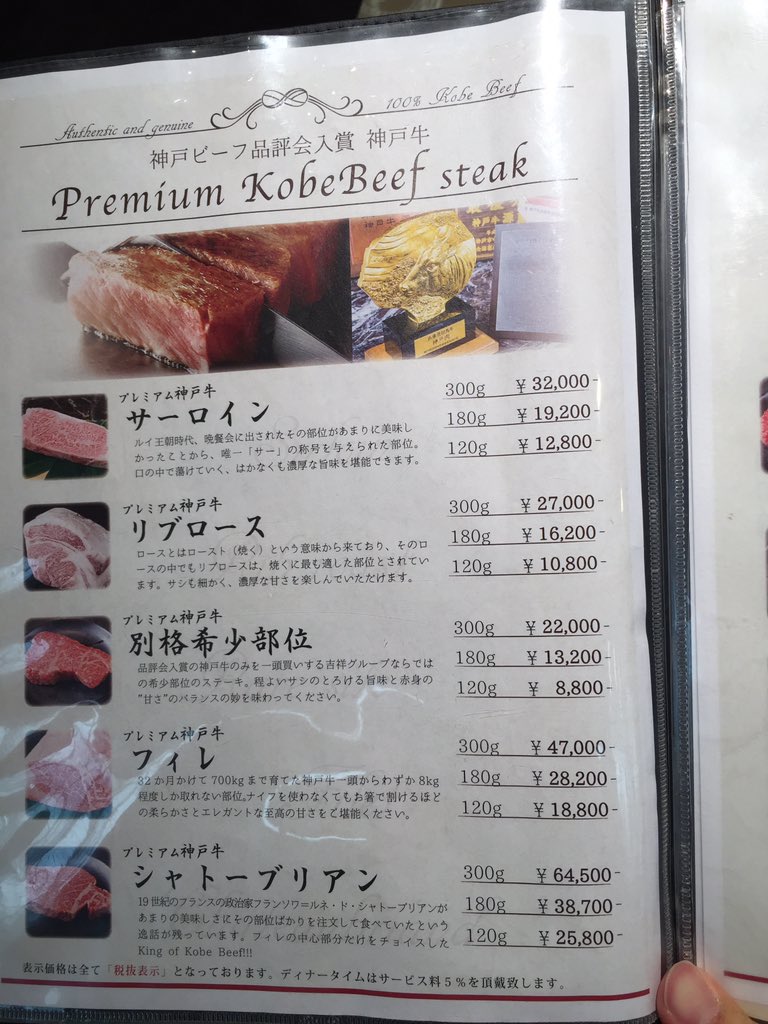 Authentic and genuine
100% Kobe Beef
神戸ビーフ品評会入賞 神戸牛
Premium KobeBeef steak
プレミアム神戸牛
サーロイン
ルイ王朝時代、晩餐会に出されたその部位があまりに美味し
かったことから、唯一「サー」の称号を与えられた部位。
口の中で蕩けていく、はかなくも濃厚な旨味を堪能できます。
300g ¥32,000-
180g ¥19,200-
120g ¥12,800-
プレミアム神戸牛
リブロース
ロースとはロースト（焼く）という意味から来ており、そのロ
ースの中でもリブロースは、焼くに最も適した部位とされてい
ます。サシも細かく、濃厚な甘さを楽しんでいただけます。
300g ¥27,000-
180g ¥16,200-
120g ¥10,800-
プレミアム神戸牛
別格希少部位
品評会入賞の神戸牛のみを一頭買いする吉祥グループならでは
の希少部位のステーキ。程よいサシのとろける旨味と赤身の
"甘さ"のバランスの妙を味わってください。
300g ¥22,000-
180g ¥13,200-
120g ¥ 8,800-
プレミアム神戸牛
フィレ
32か月かけて700kgまで育てた神戸牛一頭からわずか8kg
程度しか取れない部位。ナイフを使わなくてもお箸で割けるほど
の柔らかさとエレガントな至高の甘さをご堪能ください。
300g ¥47,000-
180g ¥28,200-
120g ¥18,800-
プレミアム神戸牛
シャトーブリアン
19世紀のフランスの政治家フランソワ=ルネ・ド・シャトーブリアンが
あまりの美味しさにその部位ばかりを注文して食べていたという
逸話が残っています。フィレの中心部分だけをチョイスした
King of Kobe Beef!!!
300g ¥64,500-
180g ¥38,700-
120g ¥25,800-
表示価格は全て「税抜表示」となっております。ディナータイムはサービス料5%を頂戴致します。